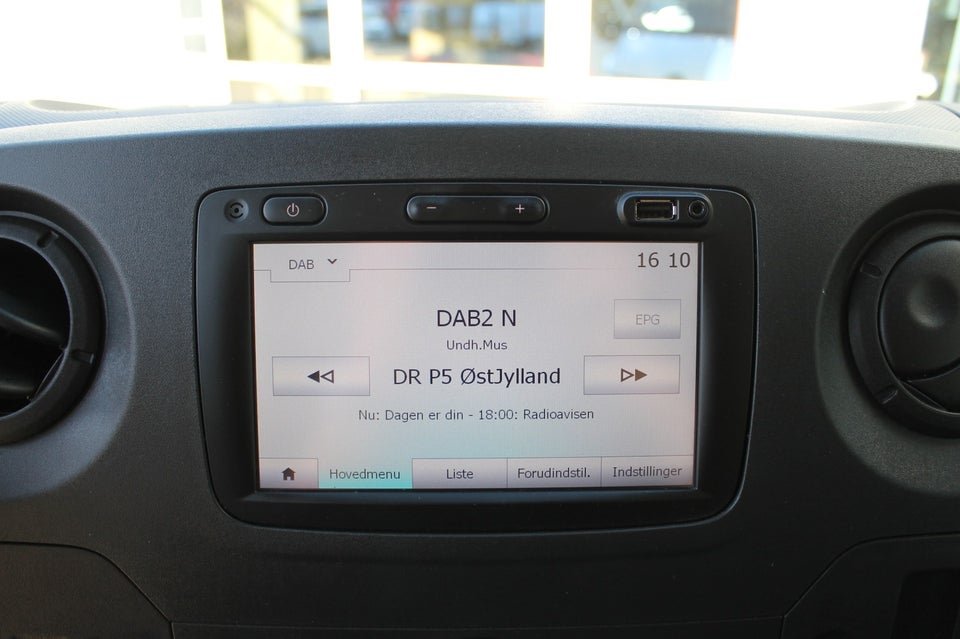 DAB
16 10
DAB2 N
EPG
Undh.Mus
DR P5 ØstJylland
Nu: Dagen er din - 18:00: Radioavisen
Hovedmenu Liste Forudindstil. Indstillinger